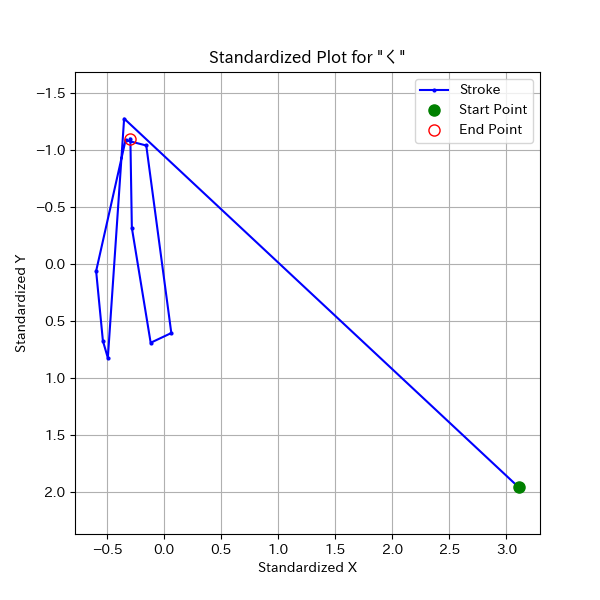 Standardized Plot for "く"
Stroke
Start Point
End Point
−1.5
−1.0
−0.5
0.0
0.5
1.0
1.5
2.0
Standardized Y
−0.5 0.0 0.5 1.0 1.5 2.0 2.5 3.0
Standardized X